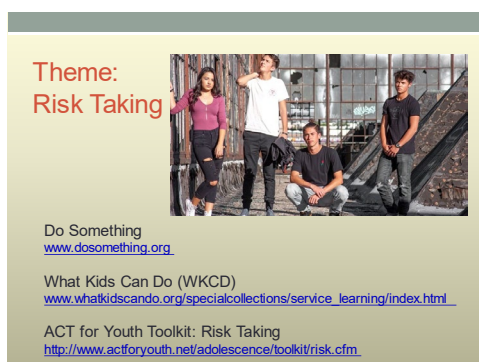 Theme:
Risk Taking
Do Something
www.dosomething.org
What Kids Can Do (WKCD)
www.whatkidscando.org/specialcollections/service_learning/index.html
ACT for Youth Toolkit: Risk Taking
http://www.actforyouth.net/adolescence/toolkit/risk.cfm